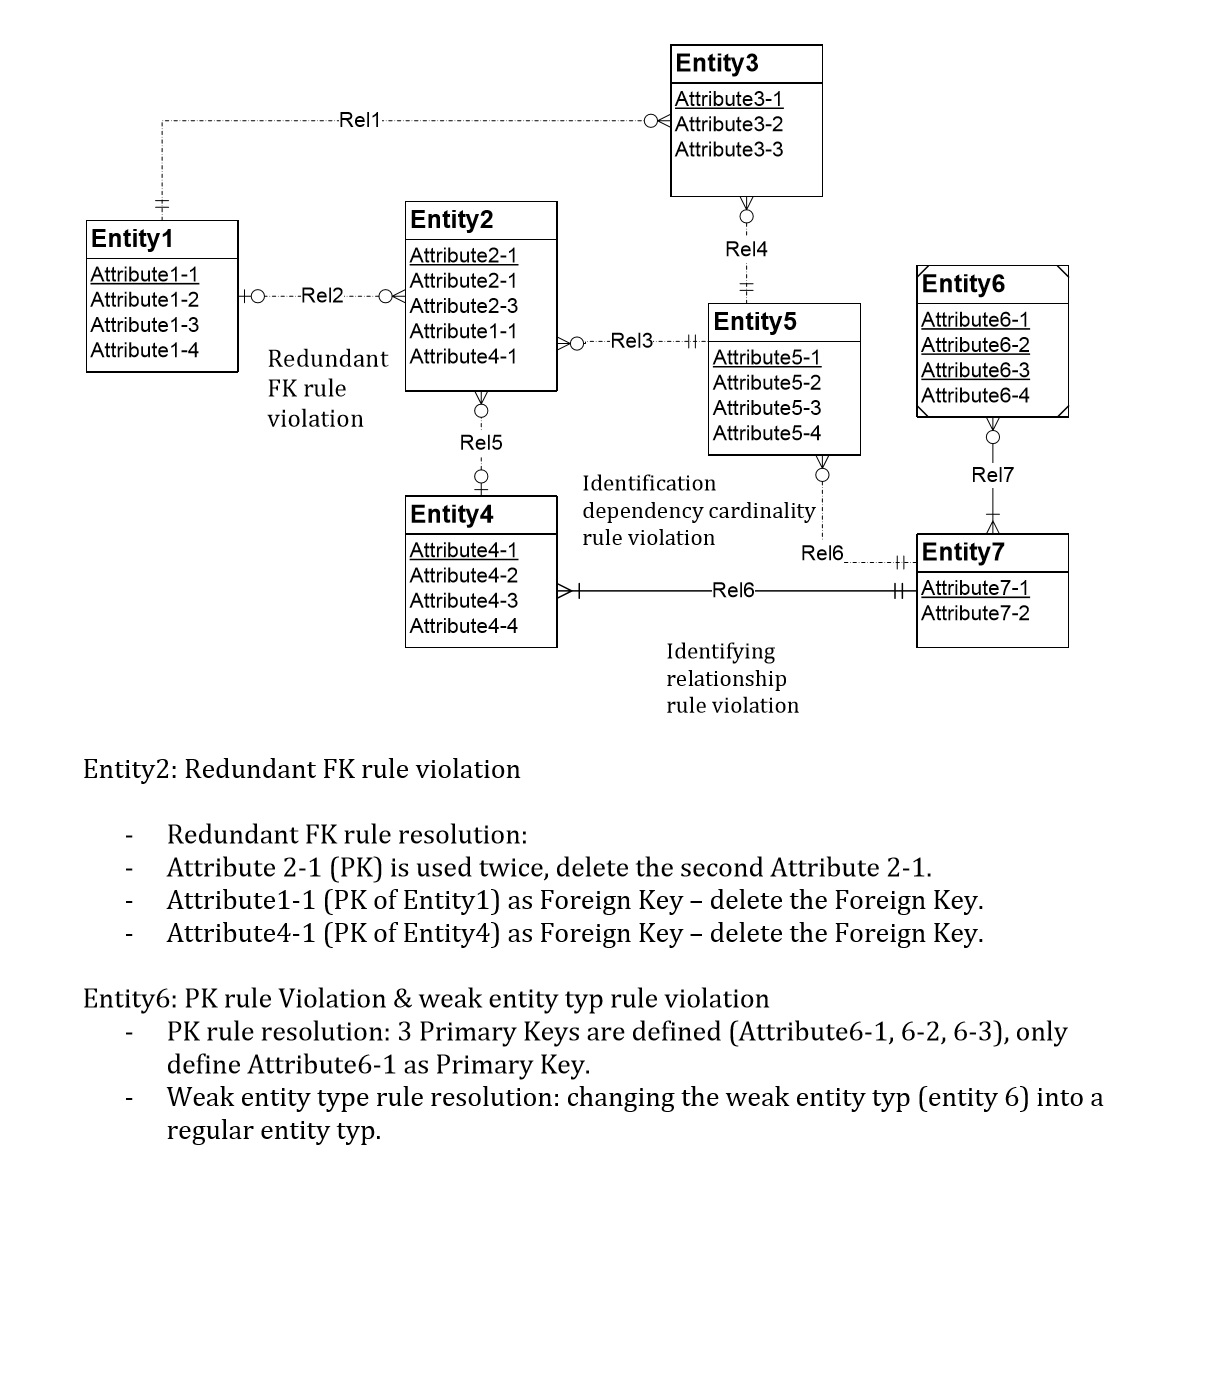 Entity3
Attribute3-1
Attribute3-2
Attribute3-3
Rel1
Entity1
Attribute1-1
Attribute1-2
Attribute1-3
Attribute1-4
Rel2
Redundant
FK rule
violation
Entity2
Attribute2-1
Attribute2-1
Attribute2-3
Attribute1-1
Attribute4-1
Rel3
Rel4
Entity5
Attribute5-1
Attribute5-2
Attribute5-3
Attribute5-4
Entity6
Attribute6-1
Attribute6-2
Attribute6-3
Attribute6-4
Rel5
Rel7
Identification
dependency cardinality
rule violation
Entity4
Attribute4-1
Attribute4-2
Attribute4-3
Attribute4-4
Rel6
Rel6
Entity7
Attribute7-1
Attribute7-2
Identifying
relationship
rule violation
Entity2: Redundant FK rule violation
- Redundant FK rule resolution:
- Attribute 2-1 (PK) is used twice, delete the second Attribute 2-1.
- Attribute1-1 (PK of Entity1) as Foreign Key – delete the Foreign Key.
- Attribute4-1 (PK of Entity4) as Foreign Key – delete the Foreign Key.
Entity6: PK rule Violation & weak entity typ rule violation
- PK rule resolution: 3 Primary Keys are defined (Attribute6-1, 6-2, 6-3), only
define Attribute6-1 as Primary Key.
- Weak entity type rule resolution: changing the weak entity typ (entity 6) into a
regular entity typ.